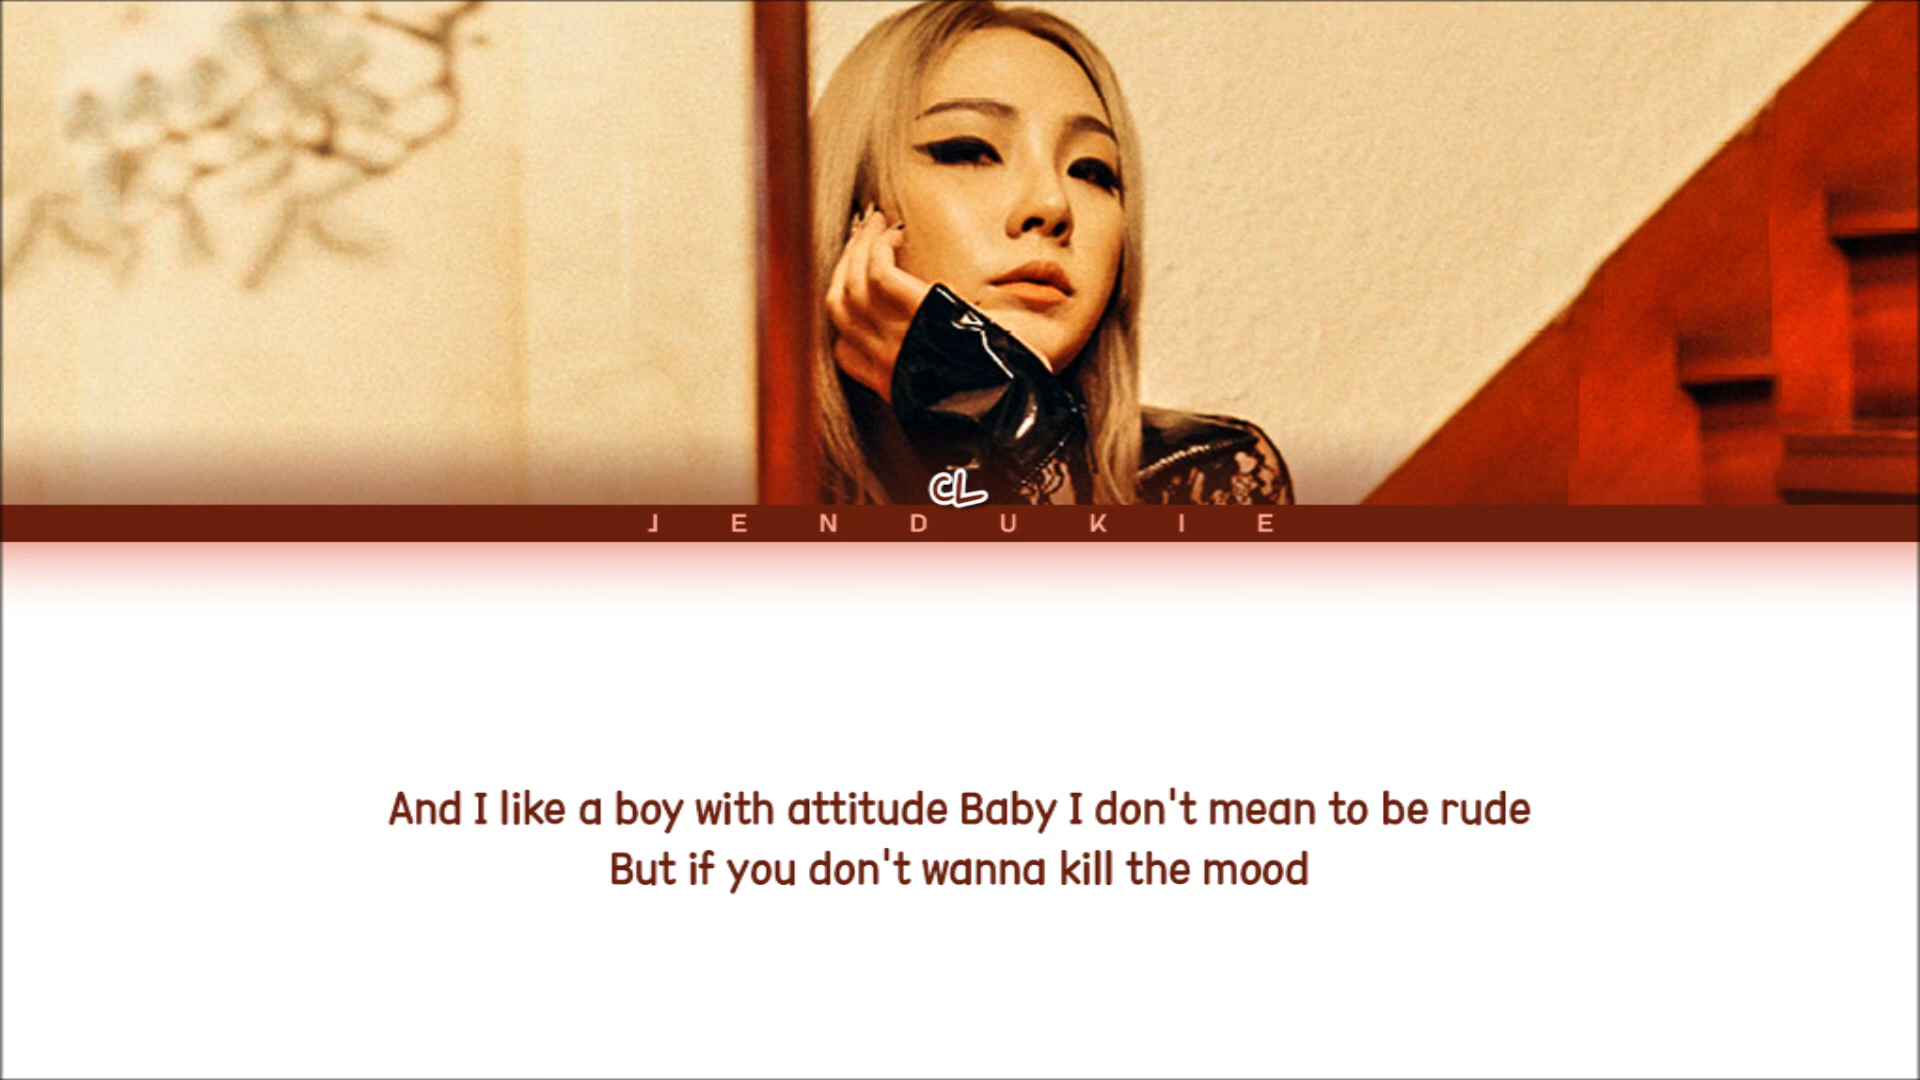 CL
JENDUKIE
And I like a boy with attitude Baby I don't mean to be rude
But if you don't wanna kill the mood